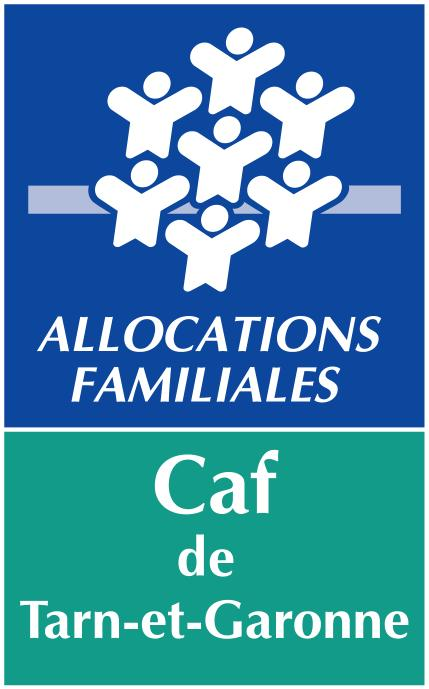 ALLOCATIONS
FAMILIALES
Caf
de
Tarn-et-Garonne